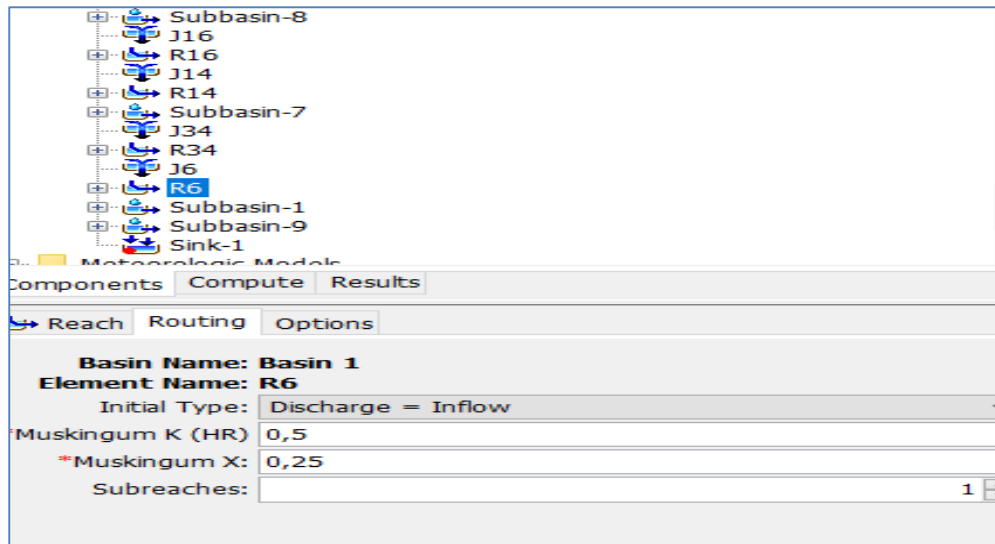 Subbasin-8
J16
R16
J14
R14
Subbasin-7
J34
R34
J6
R6
Subbasin-1
Subbasin-9
Sink-1
Meteorologic Models
Components Compute Results
Reach Routing Options
Basin Name: Basin 1
Element Name: R6
Initial Type: Discharge = Inflow
*Muskingum K (HR) 0,5
*Muskingum X: 0,25
Subreaches: 1